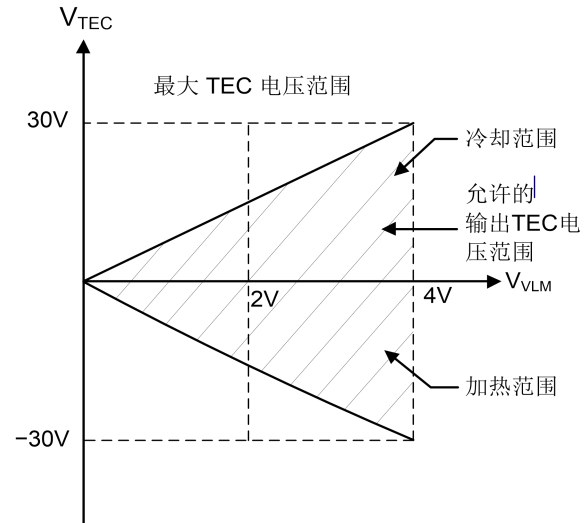 V_TEC
最大 TEC 电压范围
30V
冷却范围
允许的
输出TEC电
压范围
2V
4V
V_VLM
加热范围
−30V